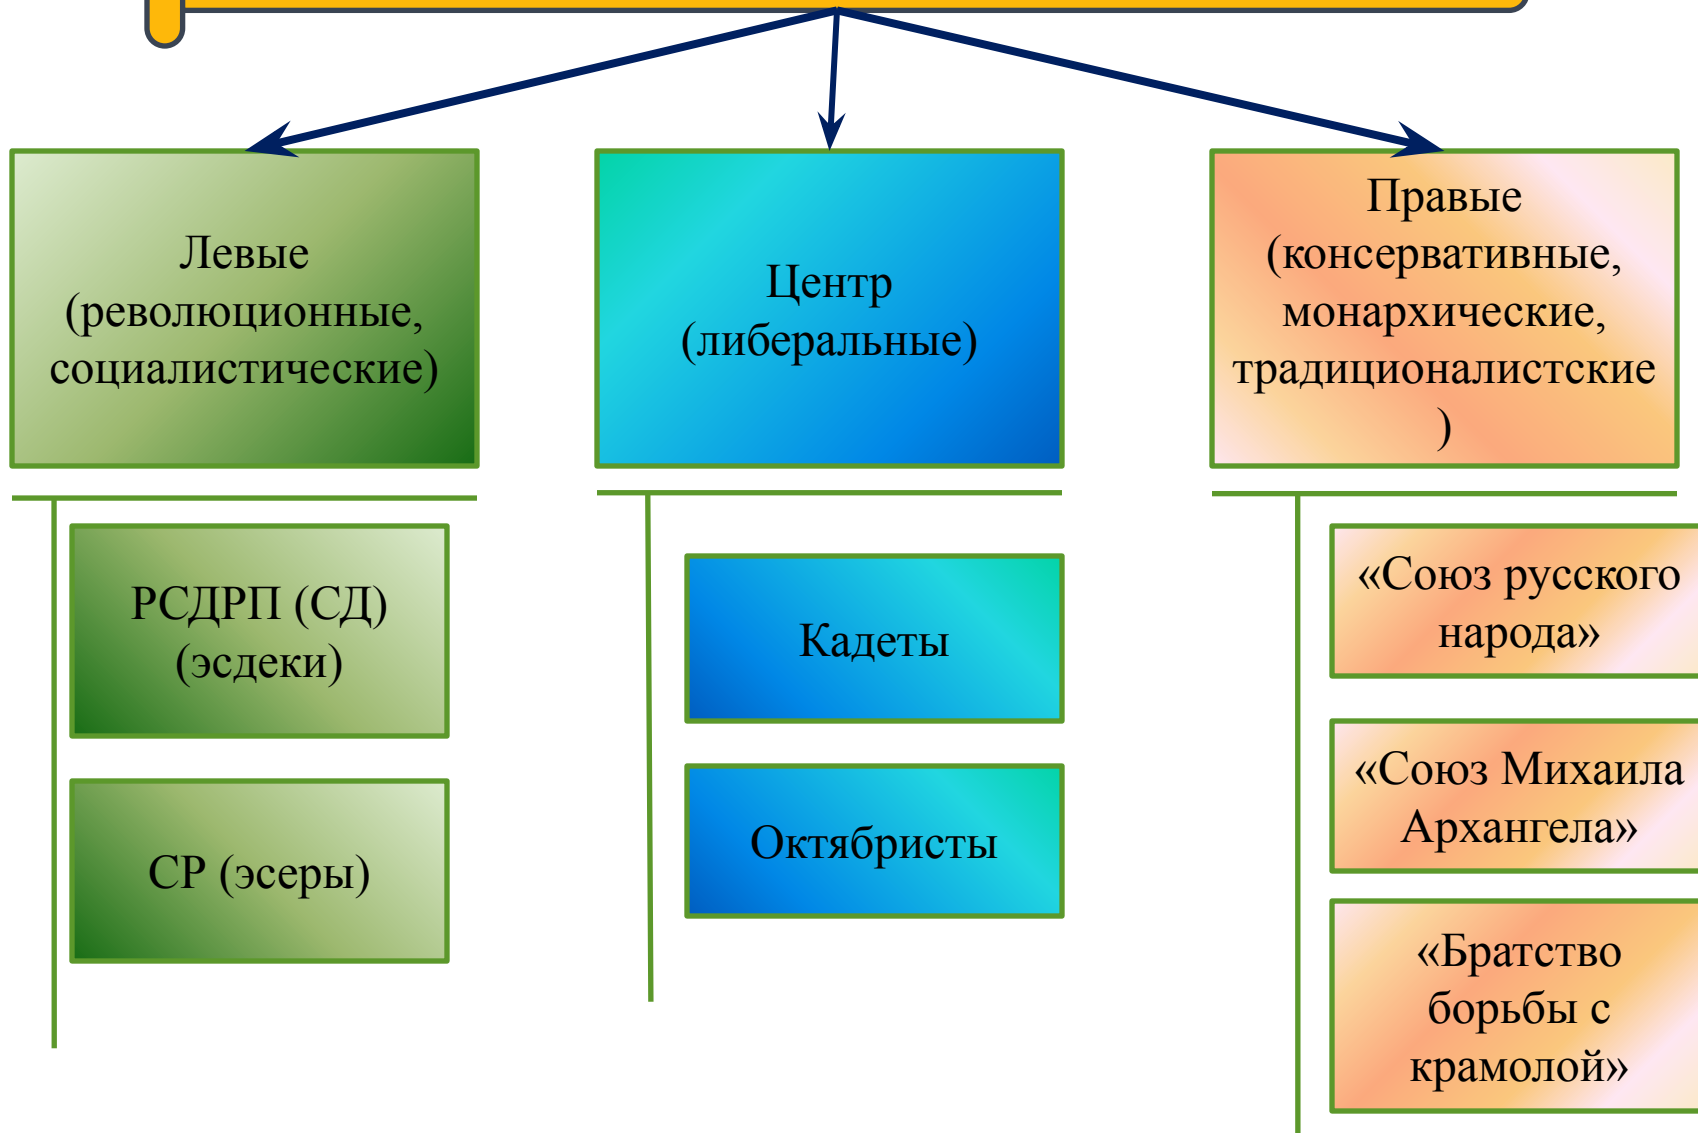 Левые
(революционные,
социалистические)
Центр
(либеральные)
Правые
(консервативные,
монархические,
традиционалистские
)
РСДРП (СД)
(эсдеки)
СР (эсеры)
Кадеты
Октябристы
«Союз русского
народа»
«Союз Михаила
Архангела»
«Братство
борьбы с
крамолой»